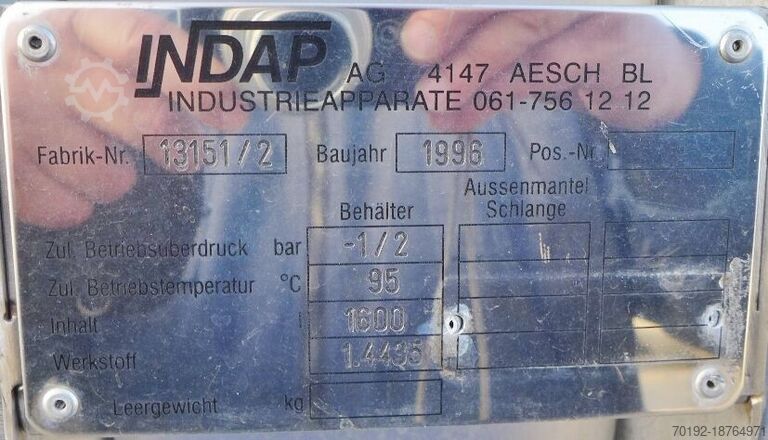 INDAP AG 4147 AESCH BL
INDUSTRIEAPPARATE 061-756 12 12
Fabrik-Nr. 13151/2 Baujahr 1996 Pos.-Nr
Aussenmantel
Behälter Schlange
Zul. Betriebsüberdruck bar -1/2
Zul. Betriebstemperatur °C 95
Inhalt l 1600
Werkstoff 1.4435
Leergewicht kg
70192-18764971